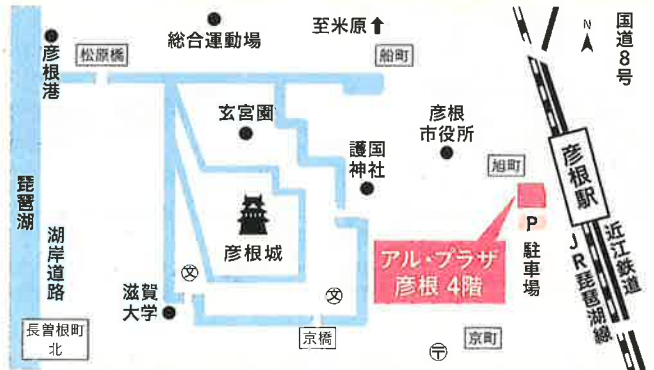 国道8号
N
至米原↑
総合運動場
彦根港
松原橋
船町
玄宮園
彦根
市役所
護国
神社
旭町
彦根駅
琵琶湖
彦根城
アル・プラザ
彦根 4階
P
駐車場
近江鉄道
JR琵琶湖線
湖岸道路
文
文
滋賀
大学
長曽根町
北
京橋
〒
京町